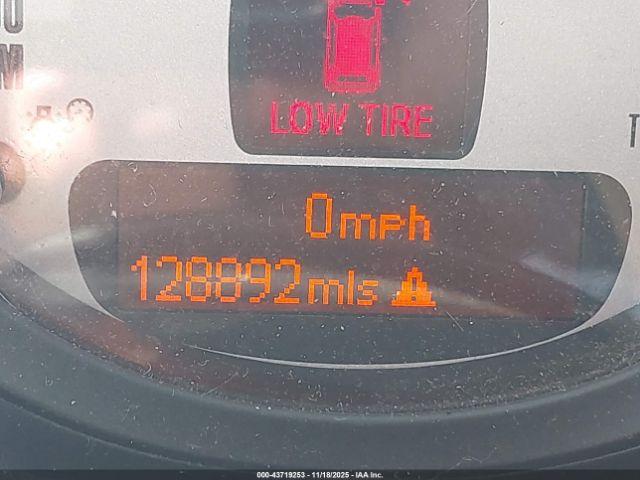 LOW TIRE
0mph
128892mls
000-43719253 - 11/18/2025 - IAA Inc.